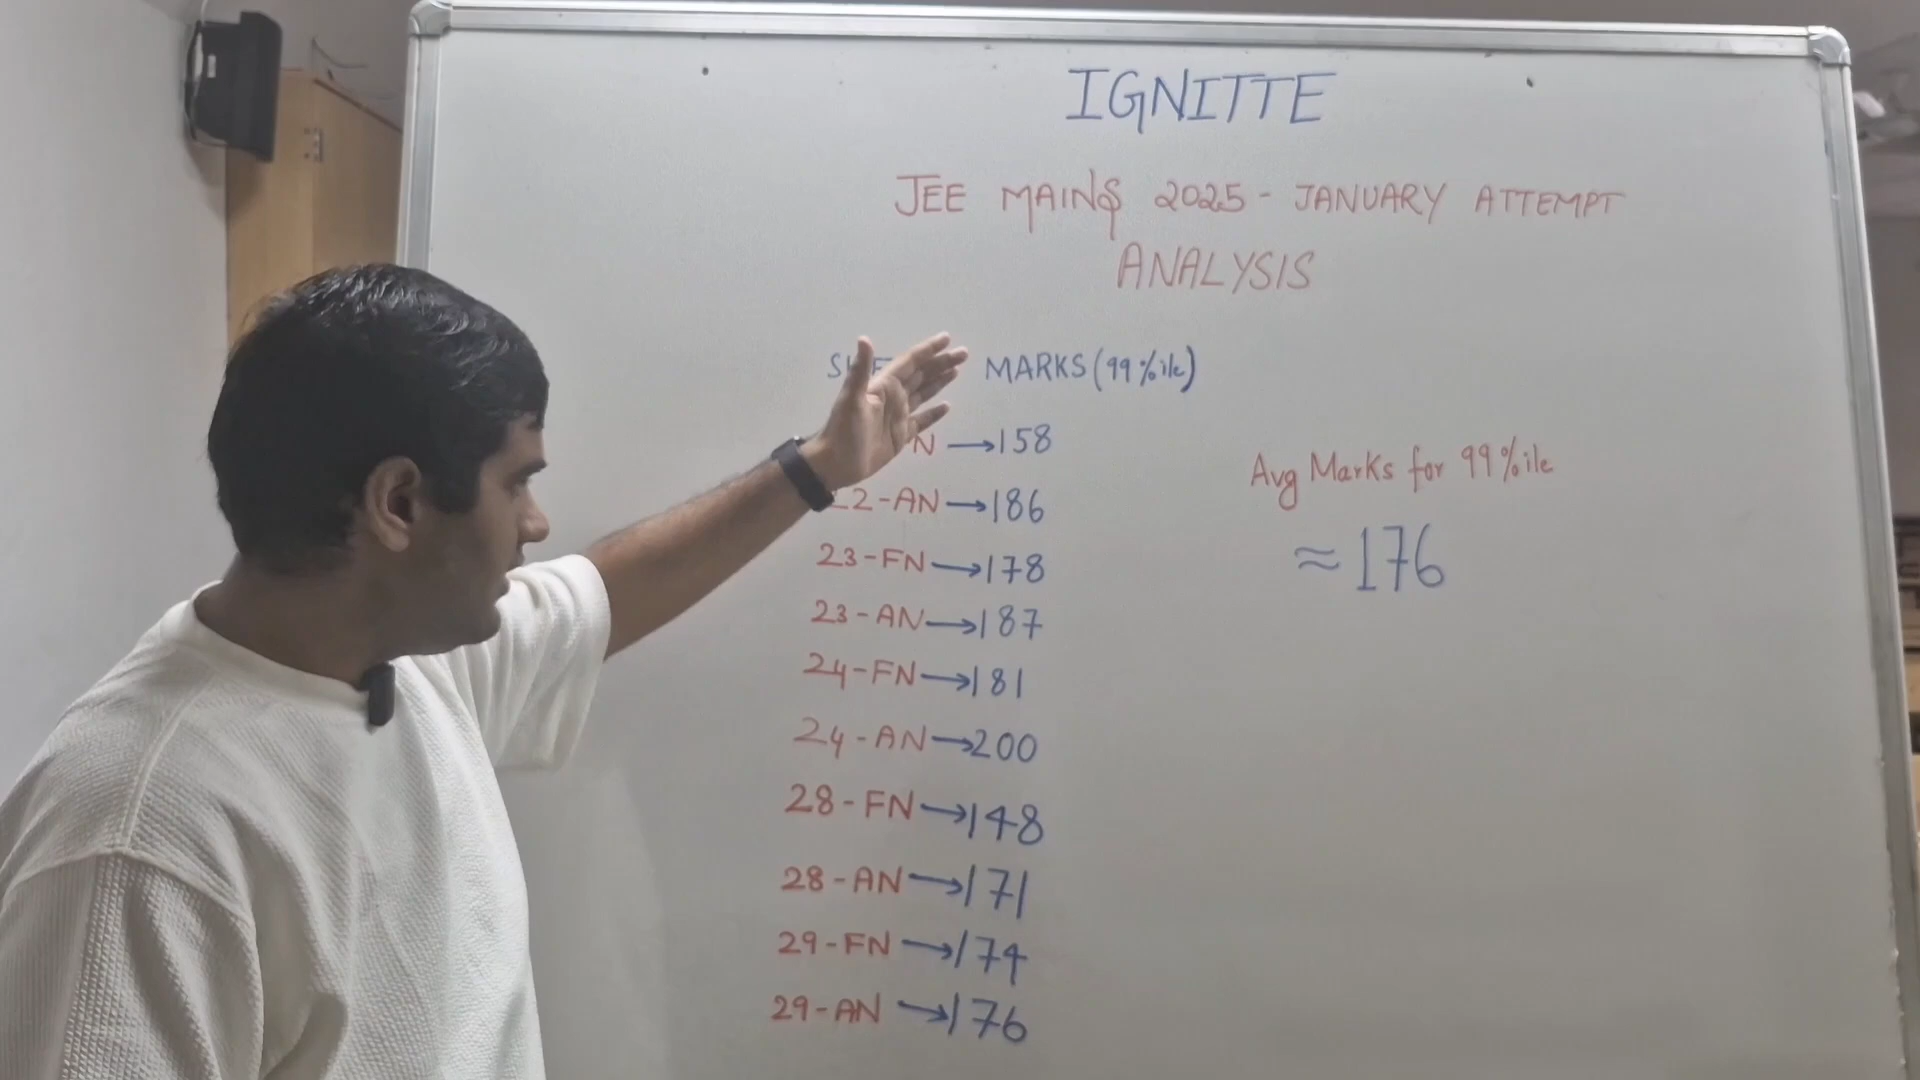 IGNITTE
JEE MAINS 2025 - JANUARY ATTEMPT
ANALYSIS
MARKS (99%ile)
N → 158
22-AN → 186
23-FN → 178
23-AN → 187
24-FN → 181
24-AN → 200
28-FN → 148
28-AN → 171
29-FN → 174
29-AN → 176
Avg Marks for 99%ile
≈ 176